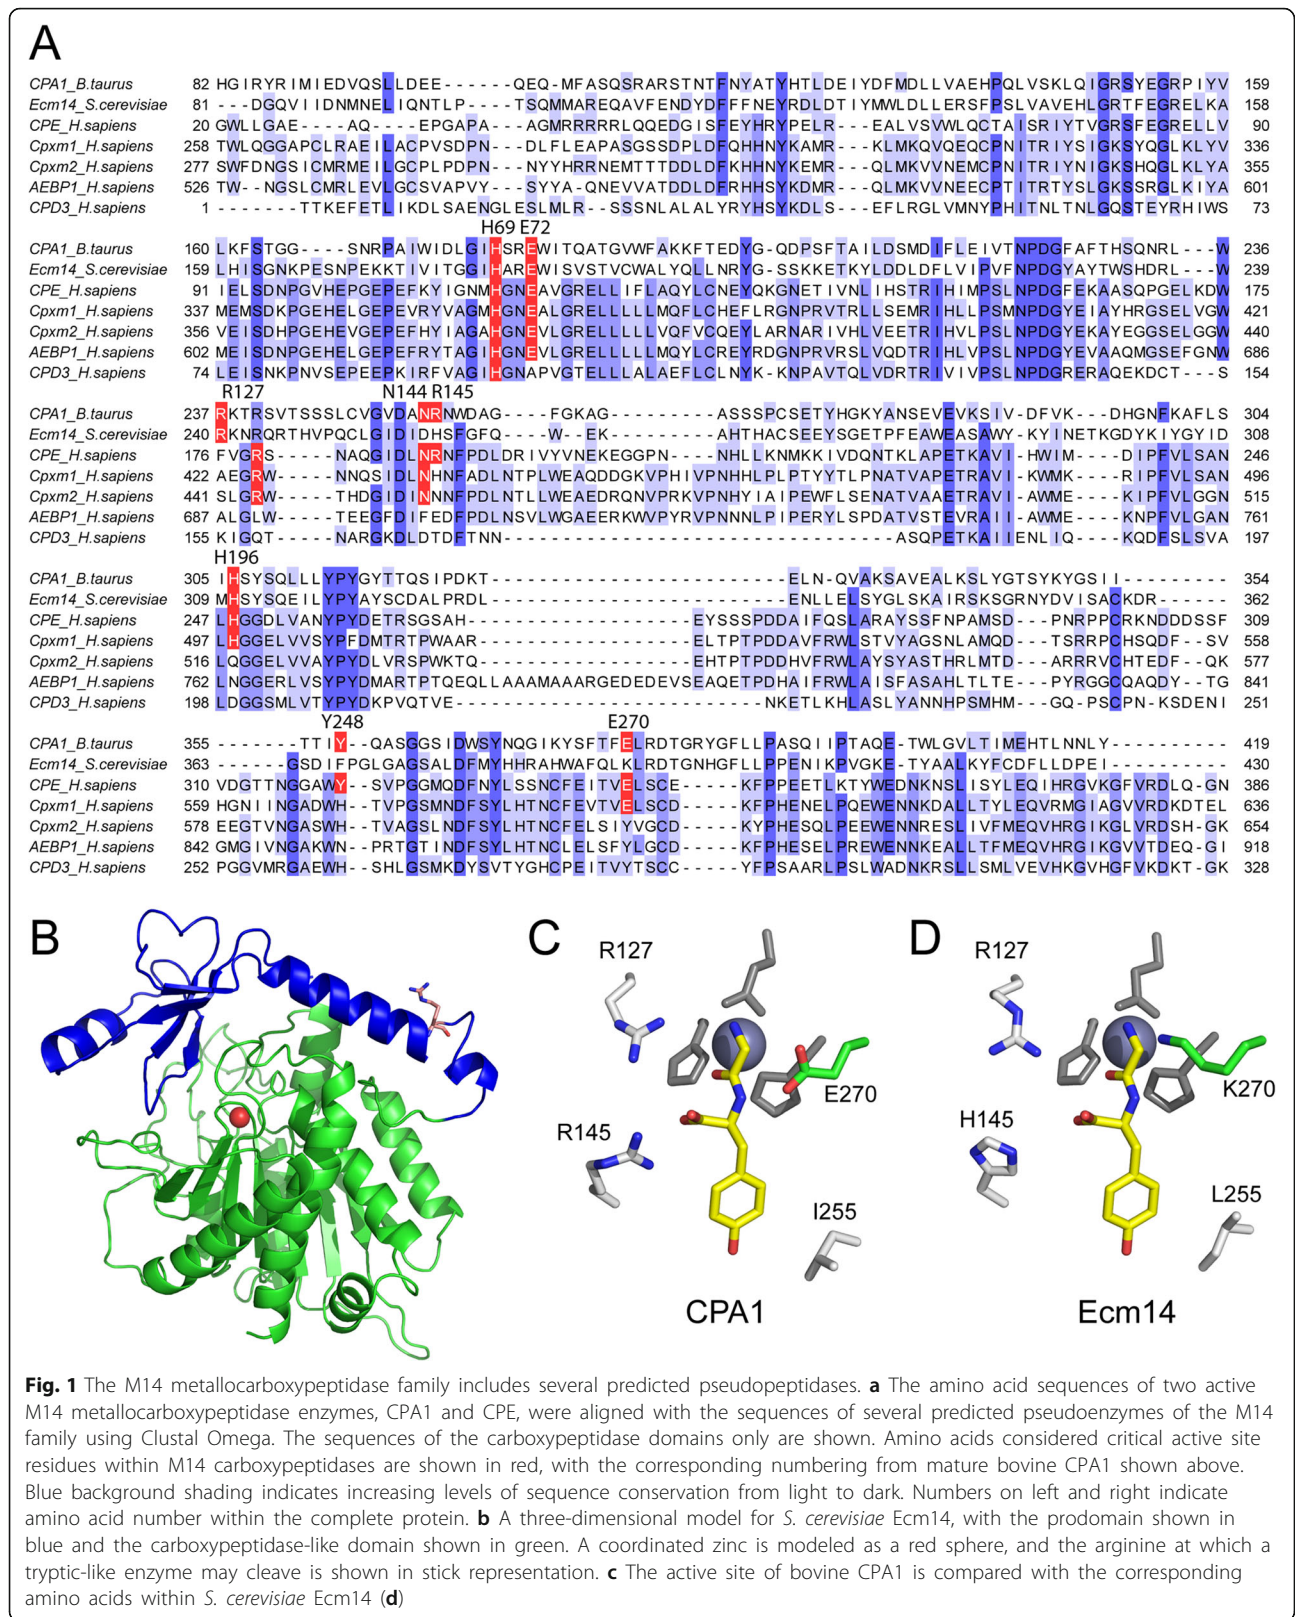 A
CPA1_B.taurus 82 HGIRYRIMIEDVQSLLDEE------QEQ-MFASQSRARSTNTFNYATYHTLDEIYDFMDLLVAEHPQLVSKLQIGRSYEGRPIYV 159
Ecm14_S.cerevisiae 81 ---DGQVIIDNMNELIQNTLP----TSQMMAREQAVFENDYDFFFNEYRDLDTIYMWLDLLERSFPSLVAVEHLGRTFEGRELKA 158
CPE_H.sapiens 20 GWLLGAE----AQ----EPGAPA--AGMRRRRRLQQEDGISFEYHRYPELR---EALVSVWLQCTAISRIYTVGRSFEGRELLV 90
Cpxm1_H.sapiens 258 TWLQGGAPCLRAEILACPVSDPN---DLFLEAPASGSSDPLDFQHHNYKAMR---KLMKQVQEQCPNITRIYSIGKSYQGLKLYV 336
Cpxm2_H.sapiens 277 SWFDNGSICMRMEILGCPLPDPN---NYYHRRNEMTTTDDLDFKHHNYKEMR---QLMKVVNEMCPNITRIYNIGKSHQGLKLYA 355
AEBP1_H.sapiens 526 TW--NGSLCMRLEVLGCSVAPVY---SYYA-QNEVVATDDLDFRHHSYKDMR---QLMKVVNEECPTITRTYSLGKSSRGLKIYA 601
CPD3_H.sapiens 1 -------TTKEFETLIKDLSAENGLESLMLR--SSSNLALALYRYHSYKDLS---EFLRGLVMNYPHITNLTNLGQSTEYRHIWS 73
H69 E72
CPA1_B.taurus 160 LKFSTGG----SNRPAIWIDLGIHSREWITQATGVWFAKKFTEDYG-QDPSFTAILDSMDIFLEIVTNPDGFAFTHSQNRL---W 236
Ecm14_S.cerevisiae 159 LHISGNKPESNPEKKTIVITGGIHAREWISVSTVCWALYQLLNRYG-SSKKETKYLDDLDFLVIPVFNPDGYAYTWSHDRL---W 239
CPE_H.sapiens 91 IELSDNPGVHEPGEPEFKYIGNMHGNEAVGRELLIFLAQYLCNEYQKGNETIVNLIHSTRIHIMPSLNPDGFEKAASQPGELKDW 175
Cpxm1_H.sapiens 337 MEMSDKPGEHELGEPEVRYVAGMHGNEALGRELLLLLMQFLCHEFLRGNPRVTRLLSEMRIHLLPSMNPDGYEIAYHRGSELVGW 421
Cpxm2_H.sapiens 356 VEISDHPGEHEVGEPEFHYIAGAHGNEVLGRELLLLLVQFVCQEYLARNARIVHLVEETRIHVLPSLNPDGYEKAYEGGSELGGW 440
AEBP1_H.sapiens 602 MEISDNPGEHELGEPEFRYTAGIHGNEVLGRELLLLLMQYLCREYRDGNPRVRSLVQDTRIHLVPSLNPDGYEVAAQMGSEFGNW 686
CPD3_H.sapiens 74 LEISNKPNVSEPEEPKIRFVAGIHGNAPVGTELLLALAEFLCLNYK-KNPAVTQLVDRTRIVIVPSLNPDGRERAQEKDCT---S 154
R127 N144 R145
CPA1_B.taurus 237 RKTRSVTSSSLCVGVDANRNWDAG----FGKAG---------ASSSPCSETYHGKYANSEVEVKSIV-DFVK---DHGNFKAFLS 304
Ecm14_S.cerevisiae 240 RKNRQRTHVPQCLGIDIDHSFGFQ----W--EK---------AHTHACSEEYSGETPFEAWEASAWY-KYINETKGDYKIYGYID 308
CPE_H.sapiens 176 FVGRS----NAQGIDLNRNFPDLDRIVYVNEKEGGPN----NHLLKNMKKIVDQNTKLAPETKAVI-HWIM----DIPFVLSAN 246
Cpxm1_H.sapiens 422 AEGRW----NNQSIDLNHNFADLNTPLWEAQDDGKVPHIVPNHHLPLPTYYTLPNATVAPETRAVI-KWMK----RIPFVLSAN 496
Cpxm2_H.sapiens 441 SLGRW----THDGIDINNNFPDLNTLLWEAEDRQNVPRKVPNHYIAIPEWFLSENATVAAETRAVI-AWME----KIPFVLGGN 515
AEBP1_H.sapiens 687 ALGLW----TEEGFDIFEDFPDLNSVLWGAEERKWVPYRVPNNNLPIPERYLSPDATVSTEVRAII-AWME----KNPFVLGAN 761
CPD3_H.sapiens 155 KIGQT----NARGKDLDTDFTNN-----------------------ASQPETKAIIENLIQ----KQDFSLSVA 197
H196
CPA1_B.taurus 305 IHSYSQLLLYPYGYTTQSIPDKT-------------------------ELN-QVAKSAVEALKSLYGTSYKYGSII--------- 354
Ecm14_S.cerevisiae 309 MHSYSQEILYPYAYSCDALPRDL-------------------------ENLLELSYGLSKAIRSKSGRNYDVISACKDR------ 362
CPE_H.sapiens 247 LHGGDLVANYPYDETRSGSAH-------------------EYSSSPDDAIFQSLARAYSSFNPAMSD---PNRPPCRKNDDDSSF 309
Cpxm1_H.sapiens 497 LHGGELVVSYPFDMTRTPWAAR------------------ELTPTPDDAVFRWLSTVYAGSNLAMQD---TSRRPCHSQDF--SV 558
Cpxm2_H.sapiens 516 LQGGELVVAYPYDLVRSPWKTQ------------------EHTPTPDDHVFRWLAYSYASTHRLMTD---ARRRVCHTEDF--QK 577
AEBP1_H.sapiens 762 LNGGERLVSYPYDMARTPTQEQLLAAAMAAARGEDEDEVSEAQETPDHAIFRWLAISFASAHLTLTE---PYRGGCQAQDY--TG 841
CPD3_H.sapiens 198 LDGGSMLVTYPYDKPVQTVE--------------------NKETLKHLASLYANNHPSMHM---GQ-PSCPN-KSDENI 251
Y248 E270
CPA1_B.taurus 355 -------TTIY--QASGGSIDWSYNQGIKYSFTFELRDTGRYGFLLPASQIIPTAQE-TWLGVLTIMEHTLNNLY---------- 419
Ecm14_S.cerevisiae 363 ------GSDIFPGLGAGSALDFMYHHRAHWAFQLKLRDTGNHGFLLPPENIKPVGKE-TYAALKYFCDFLLDPEI---------- 430
CPE_H.sapiens 310 VDGTTNGGAWY--SVPGGMQDFNYLSSNCFEITVELSCE-----KFPPEETLKTYWEDNKNSLISYLEQIHRGVKGFVRDLQ-GN 386
Cpxm1_H.sapiens 559 HGNIINGADWH--TVPGSMNDFSYLHTNCFEVTVELSCD-----KFPHENELPQEWENNKDALLTYLEQVRMGIAGVVRDKDTEL 636
Cpxm2_H.sapiens 578 EEGTVNGASWH--TVAGSLNDFSYLHTNCFELSIYVGCD-----KYPHESQLPEEWENNRESLIVFMEQVHRGIKGLVRDSH-GK 654
AEBP1_H.sapiens 842 GMGIVNGAKWN--PRTGTINDFSYLHTNCLELSFYLGCD-----KFPHESELPREWENNKEALLTFMEQVHRGIKGVVTDEQ-GI 918
CPD3_H.sapiens 252 PGGVMRGAEWH--SHLGSMKDYSVTYGHCPEITVYTSCC-----YFPSAARLPSLWADNKRSLLSMLVEVHKGVHGFVKDKT-GK 328
B
C
R127
R145
E270
I255
CPA1
D
R127
H145
K270
L255
Ecm14
Fig. 1 The M14 metallocarboxypeptidase family includes several predicted pseudopeptidases. a The amino acid sequences of two active
M14 metallocarboxypeptidase enzymes, CPA1 and CPE, were aligned with the sequences of several predicted pseudoenzymes of the M14
family using Clustal Omega. The sequences of the carboxypeptidase domains only are shown. Amino acids considered critical active site
residues within M14 carboxypeptidases are shown in red, with the corresponding numbering from mature bovine CPA1 shown above.
Blue background shading indicates increasing levels of sequence conservation from light to dark. Numbers on left and right indicate
amino acid number within the complete protein. b A three-dimensional model for S. cerevisiae Ecm14, with the prodomain shown in
blue and the carboxypeptidase-like domain shown in green. A coordinated zinc is modeled as a red sphere, and the arginine at which a
tryptic-like enzyme may cleave is shown in stick representation. c The active site of bovine CPA1 is compared with the corresponding
amino acids within S. cerevisiae Ecm14 (d)